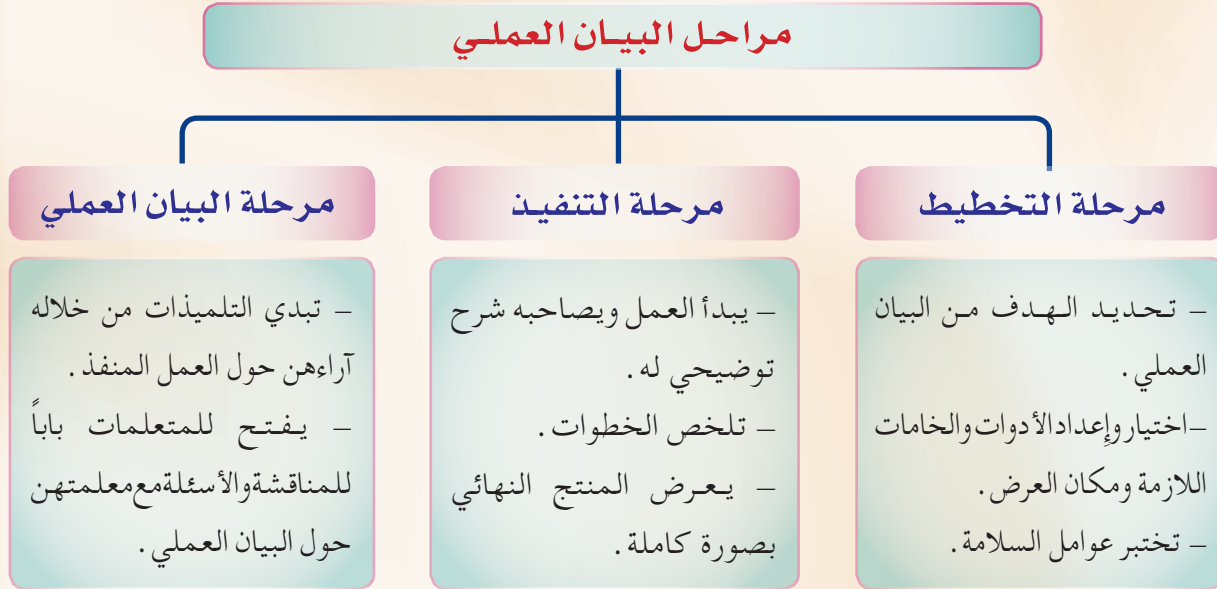 مراحل البيان العملي
مرحلة التخطيط
– تحديد الهدف من البيان
العملي .
–اختيار وإعداد الأدوات والخامات
اللازمة ومكان العرض .
– تختبر عوامل السلامة .
مرحلة التنفيذ
– يبدأ العمل ويصاحبه شرح
توضيحي له .
– تلخص الخطوات .
– يعرض المنتج النهائي
بصورة كاملة .
مرحلة البيان العملي
– تبدي التلميذات من خلاله
آراءهن حول العمل المنفذ .
– يفتح للمتعلمات باباً
للمناقشة والأسئلة مع معلمتهن
حول البيان العملي .